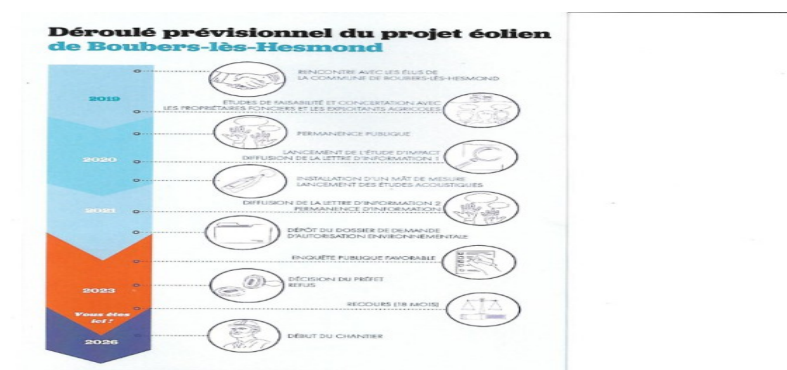 Déroulé prévisionnel du projet éolien
de Boubers-lès-Hesmond
RENCONTRE AVEC LES ÉLUS DE
LA COMMUNE DE BOUBERS-LÈS-HESMOND
2019
ÉTUDES DE FAISABILITÉ ET CONCERTATION AVEC
LES PROPRIÉTAIRES FONCIERS ET LES EXPLOITANTS AGRICOLES
PERMANENCE PUBLIQUE
2020
LANCEMENT DE L'ÉTUDE D'IMPACT
DIFFUSION DE LA LETTRE D'INFORMATION 1
INSTALLATION D'UN MÂT DE MESURE
LANCEMENT DES ÉTUDES ACOUSTIQUES
2021
DIFFUSION DE LA LETTRE D'INFORMATION 2
PERMANENCE D'INFORMATION
DÉPÔT DU DOSSIER DE DEMANDE
D'AUTORISATION ENVIRONNEMENTALE
ENQUÊTE PUBLIQUE FAVORABLE
2023
DÉCISION DU PRÉFET
REFUS
RECOURS (18 MOIS)
Vous êtes
ici !
2026
DÉBUT DU CHANTIER